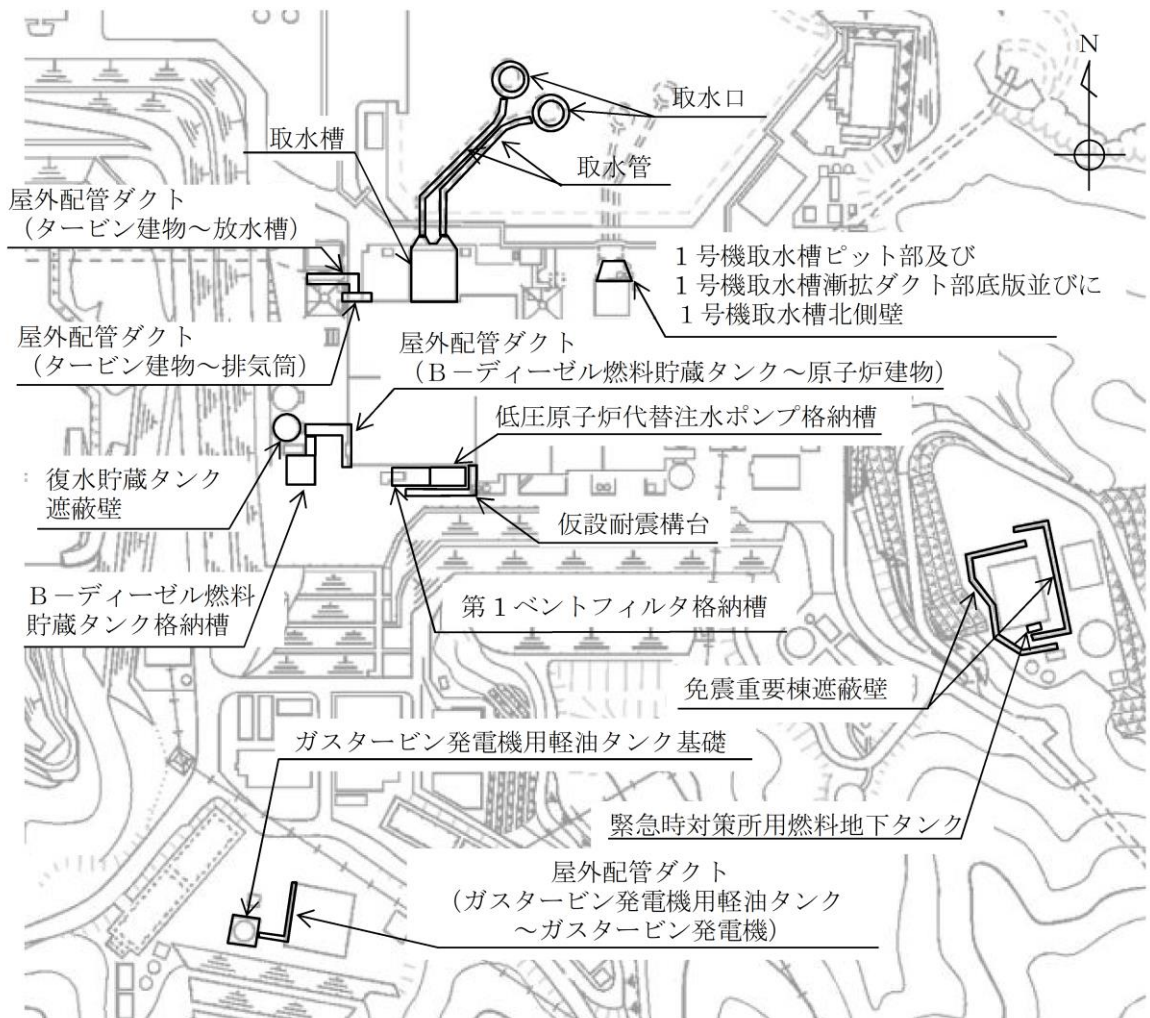 N
取水口
取水槽
取水管
屋外配管ダクト
(タービン建物~放水槽)
1号機取水槽ピット部及び
1号機取水槽漸拡ダクト部底版並びに
1号機取水槽北側壁
屋外配管ダクト
(タービン建物~排気筒)
屋外配管ダクト
(B-ディーゼル燃料貯蔵タンク~原子炉建物)
低圧原子炉代替注水ポンプ格納槽
復水貯蔵タンク
遮蔽壁
仮設耐震構台
B-ディーゼル燃料
貯蔵タンク格納槽
第1ベントフィルタ格納槽
免震重要棟遮蔽壁
ガスタービン発電機用軽油タンク基礎
緊急時対策所用燃料地下タンク
屋外配管ダクト
(ガスタービン発電機用軽油タンク
~ガスタービン発電機)